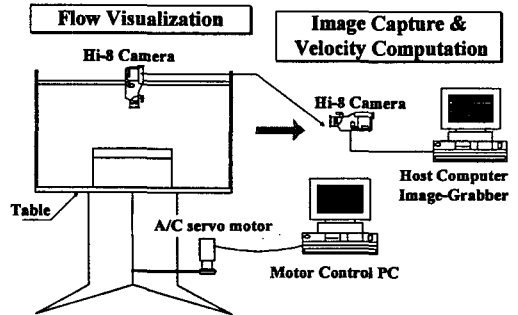 Flow Visualization
Image Capture &
Velocity Computation
Hi-8 Camera
Hi-8 Camera
Host Computer
Image-Grabber
Table
A/C servo motor
Motor Control PC